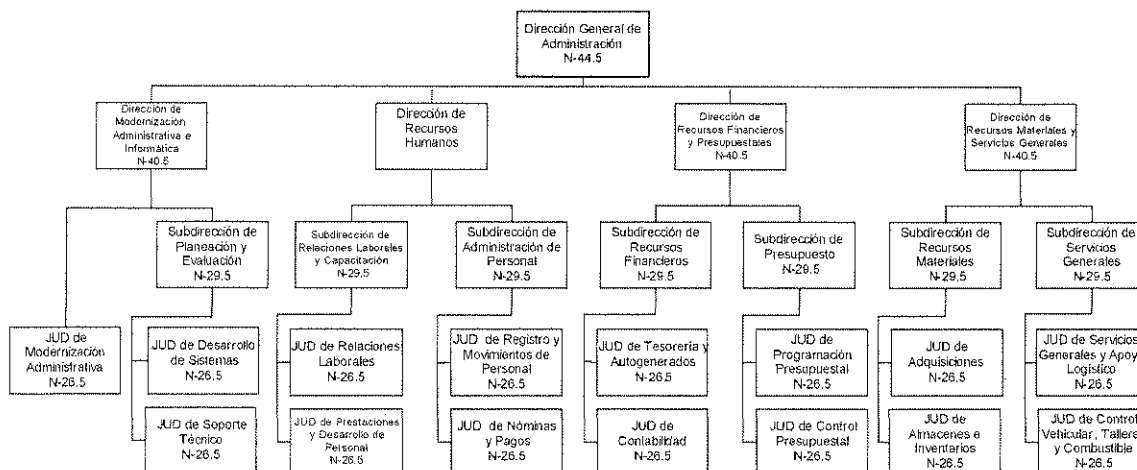 Dirección General de
Administración
N-44.5
Dirección de
Modernización
Administrativa e
Informática
N-40.5
Dirección de
Recursos
Humanos
Dirección de
Recursos Financieros
y Presupuestales
N-40.5
Dirección de
Recursos Materiales y
Servicios Generales
N-40.5
Subdirección de
Planeación y
Evaluación
N-29.5
Subdirección de
Relaciones Laborales
y Capacitación
N-29.5
Subdirección de
Administración de
Personal
N-29.5
Subdirección de
Recursos
Financieros
N-29.5
Subdirección de
Presupuesto
N-29.5
Subdirección de
Recursos
Materiales
N-29.5
Subdirección de
Servicios
Generales
N-29.5
JUD de
Modernización
Administrativa
N-26.5
JUD de Desarrollo
de Sistemas
N-26.5
JUD de Relaciones
Laborales
N-26.5
JUD de Registro y
Movimientos de
Personal
N-26.5
JUD de Tesorería y
Autogenerados
N-26.5
JUD de
Programación
Presupuestal
N-26.5
JUD de
Adquisiciones
N-26.5
JUD de Servicios
Generales y Apoy
Logístico
N-26.5
JUD de Soporte
Técnico
N-26.5
JUD de Prestaciones
y Desarrollo de
Personal
N-26.5
JUD de Nóminas
y Pagos
N-26.5
JUD de
Contabilidad
N-26.5
JUD de Control
Presupuestal
N-26.5
JUD de
Almacenes e
Inventarios
N-26.5
JUD de Control
Vehicular, Tallere
y Combustible
N-26.5